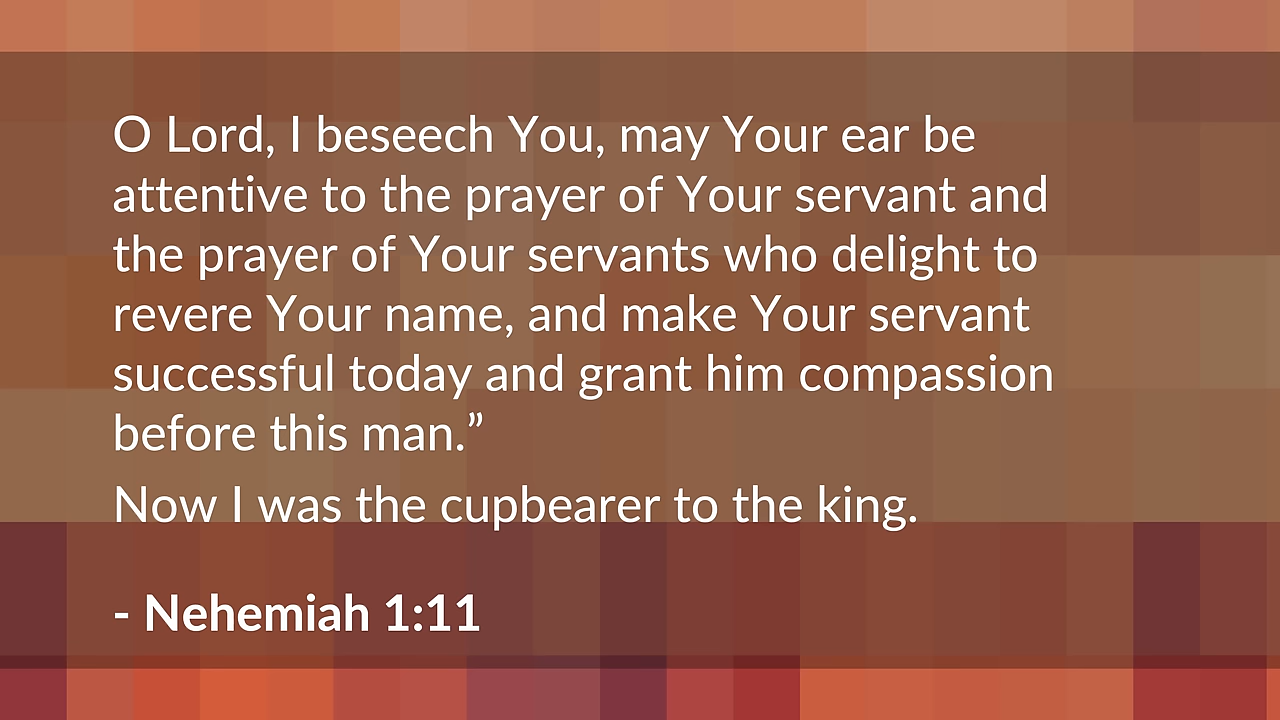 O Lord, I beseech You, may Your ear be
attentive to the prayer of Your servant and
the prayer of Your servants who delight to
revere Your name, and make Your servant
successful today and grant him compassion
before this man.”
Now I was the cupbearer to the king.
- Nehemiah 1:11